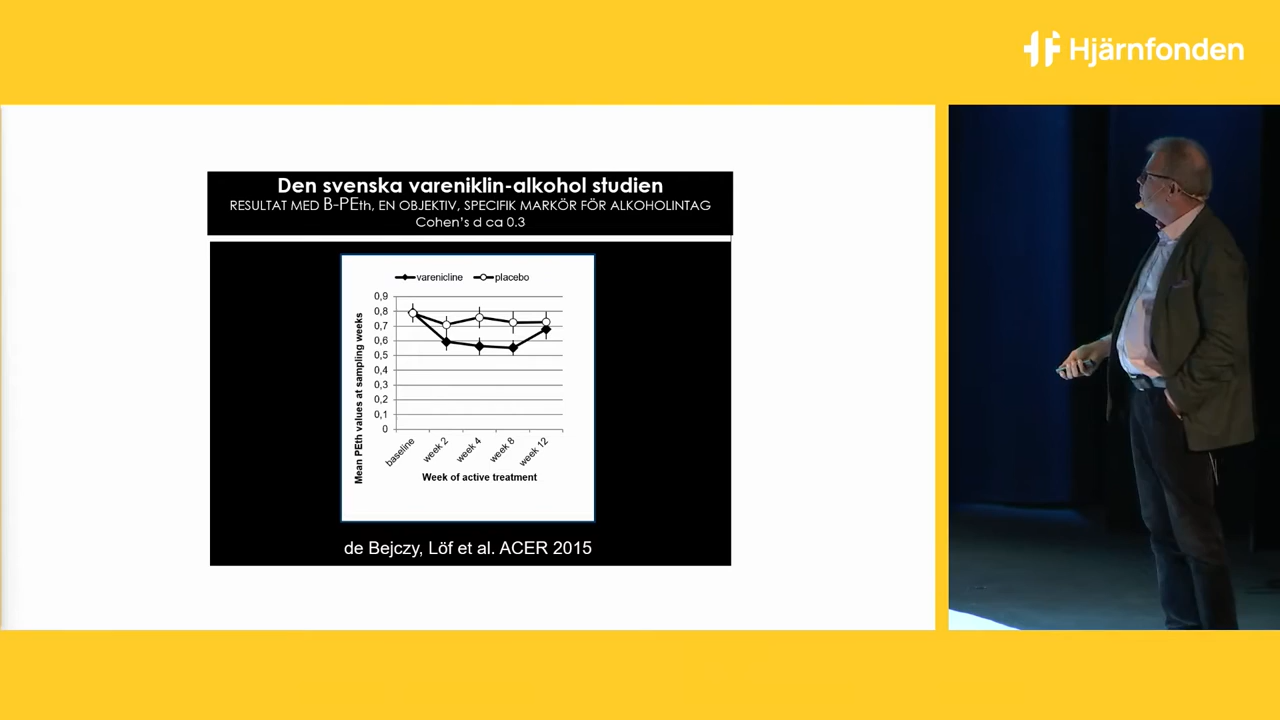 Hjärnfonden
Den svenska vareniklin-alkohol studien
RESULTAT MED B-PEth, EN OBJEKTIV, SPECIFIK MARKÖR FÖR ALKOHOLINTAG
Cohen's d ca 0.3
varenicline placebo
0,9
0,8
0,7
0,6
0,5
0,4
0,3
0,2
0,1
0
Mean PEth values at sampling weeks
baseline week 2 week 4 week 8 week 12
Week of active treatment
de Bejczy, Löf et al. ACER 2015